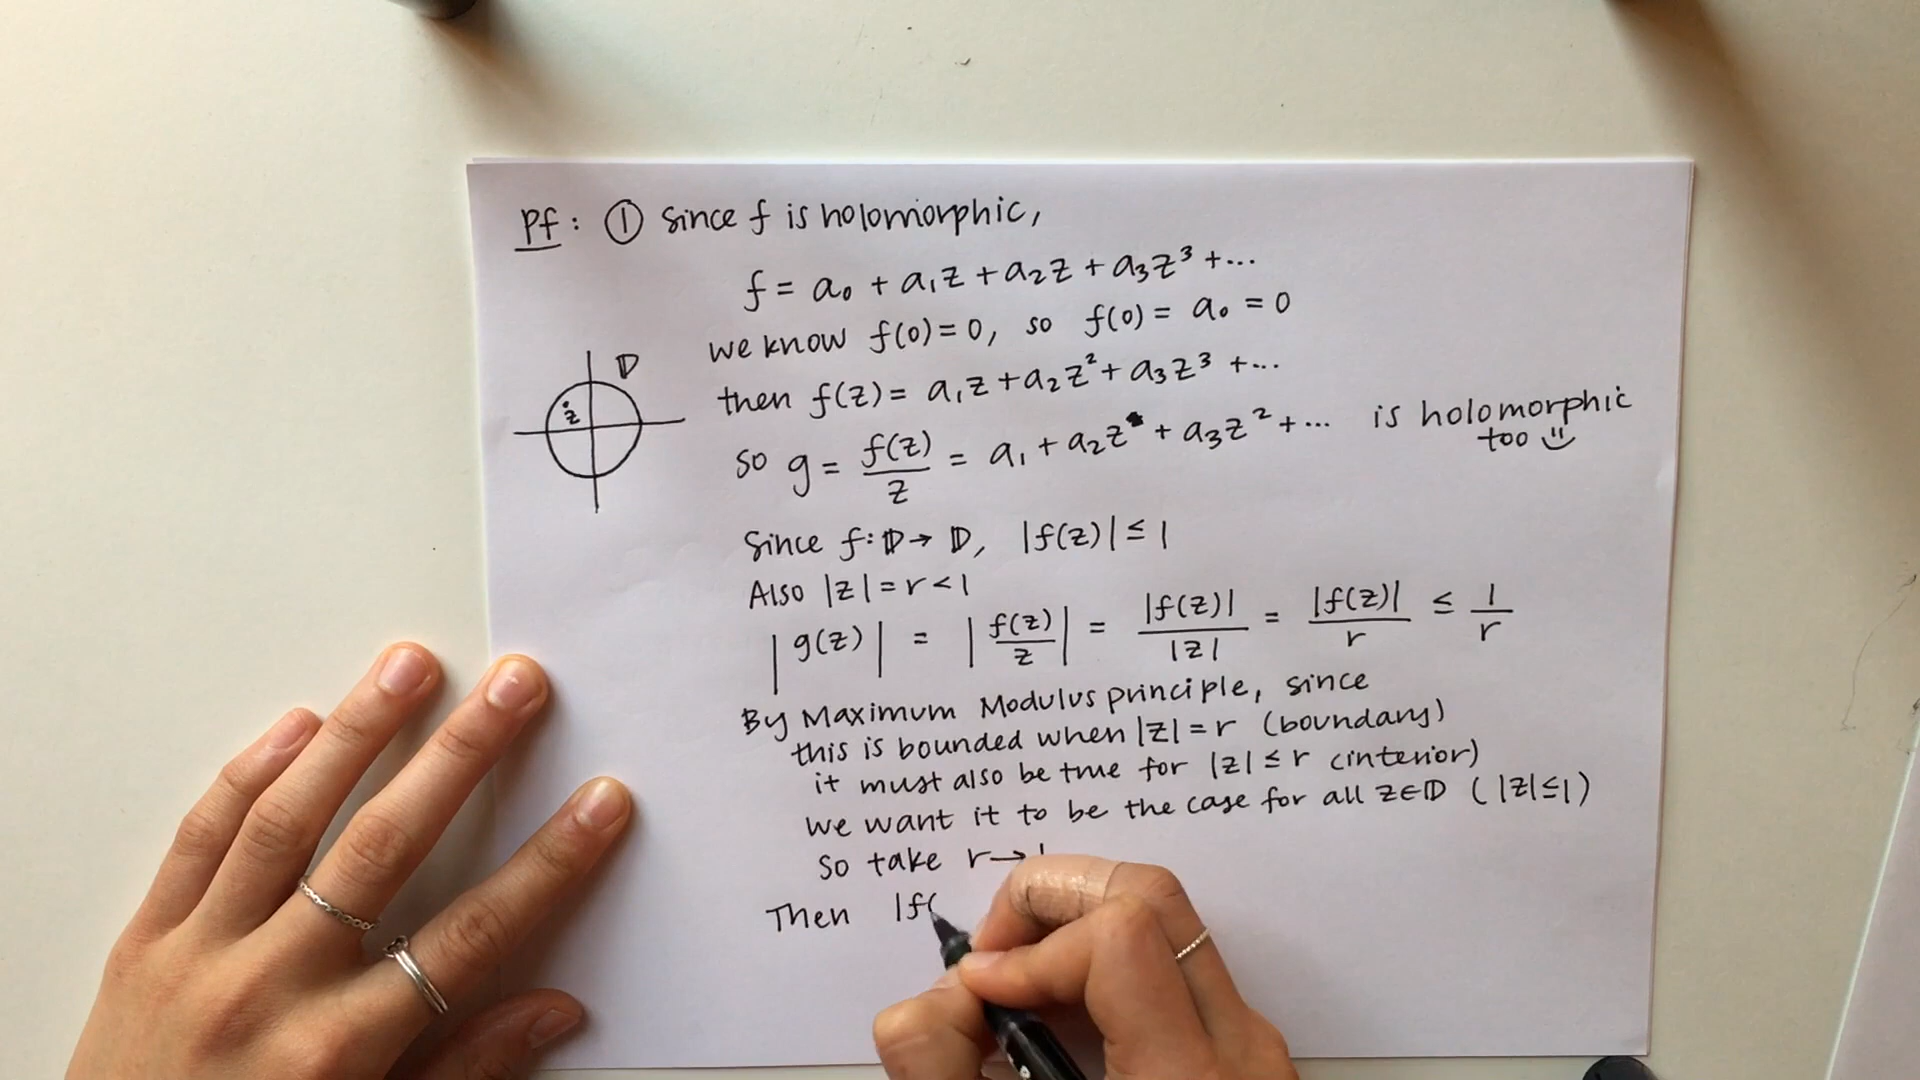 Pf: ① Since f is holomorphic,
f = a₀ + a₁z + a₂z + a₃z³ + ...
we know f(0) = 0, so f(0) = a₀ = 0
then f(z) = a₁z + a₂z² + a₃z³ + ...
D
z
so g = f(z)/z = a₁ + a₂z + a₃z² + ... is holomorphic
too
Since f: D → D, |f(z)| ≤ 1
Also |z| = r < 1
|g(z)| = |f(z)/z| = |f(z)|/|z| = |f(z)|/r ≤ 1/r
By Maximum Modulus principle, since
this is bounded when |z| = r (boundary)
it must also be true for |z| ≤ r (interior)
we want it to be the case for all z ∈ D (|z| ≤ 1)
So take r → 1
Then |f(